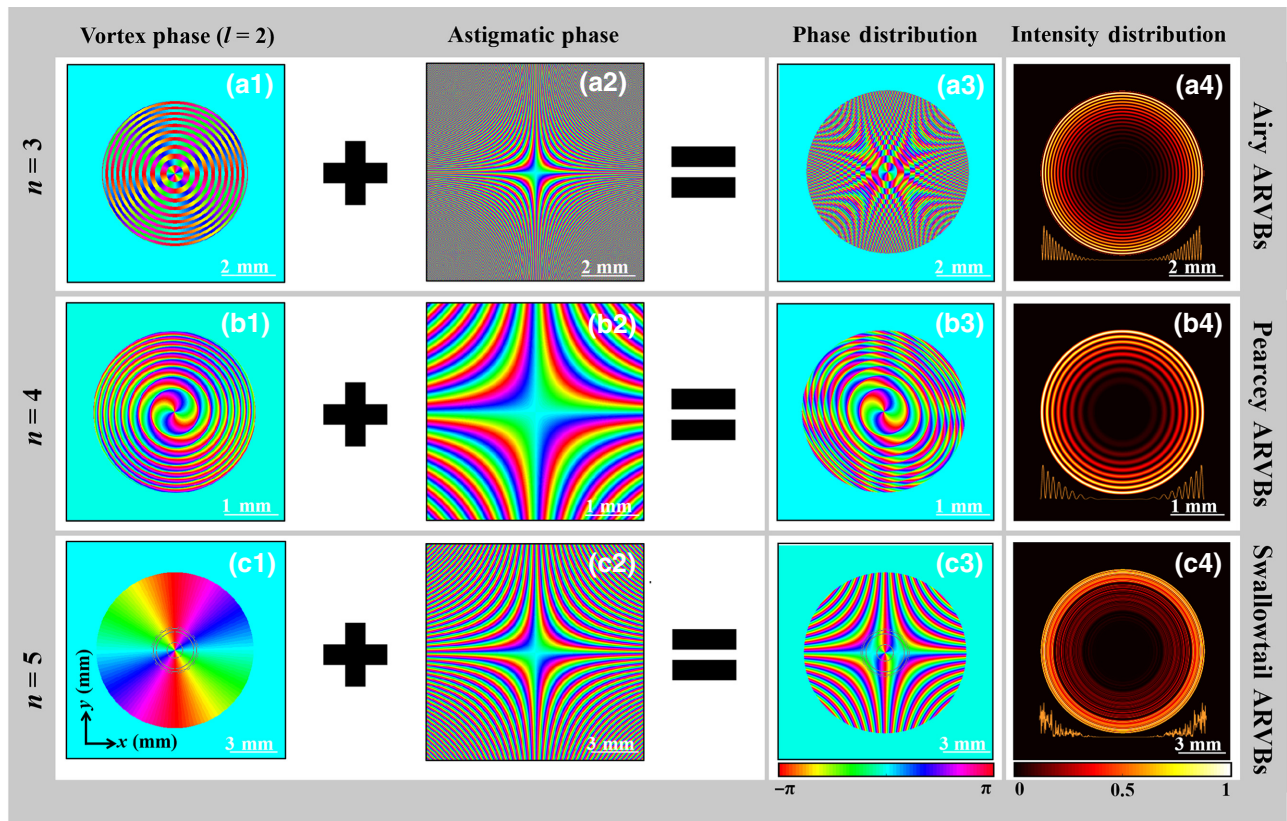 Vortex phase (l = 2)
Astigmatic phase
Phase distribution
Intensity distribution
n = 3
(a1)
2 mm
(a2)
2 mm
(a3)
2 mm
(a4)
2 mm
Airy ARVBs
n = 4
(b1)
1 mm
(b2)
1 mm
(b3)
1 mm
(b4)
1 mm
Pearcey ARVBs
n = 5
(c1)
y (mm)
x (mm)
3 mm
(c2)
3 mm
(c3)
3 mm
(c4)
3 mm
Swallowtail ARVBs
−π
π
0
0.5
1